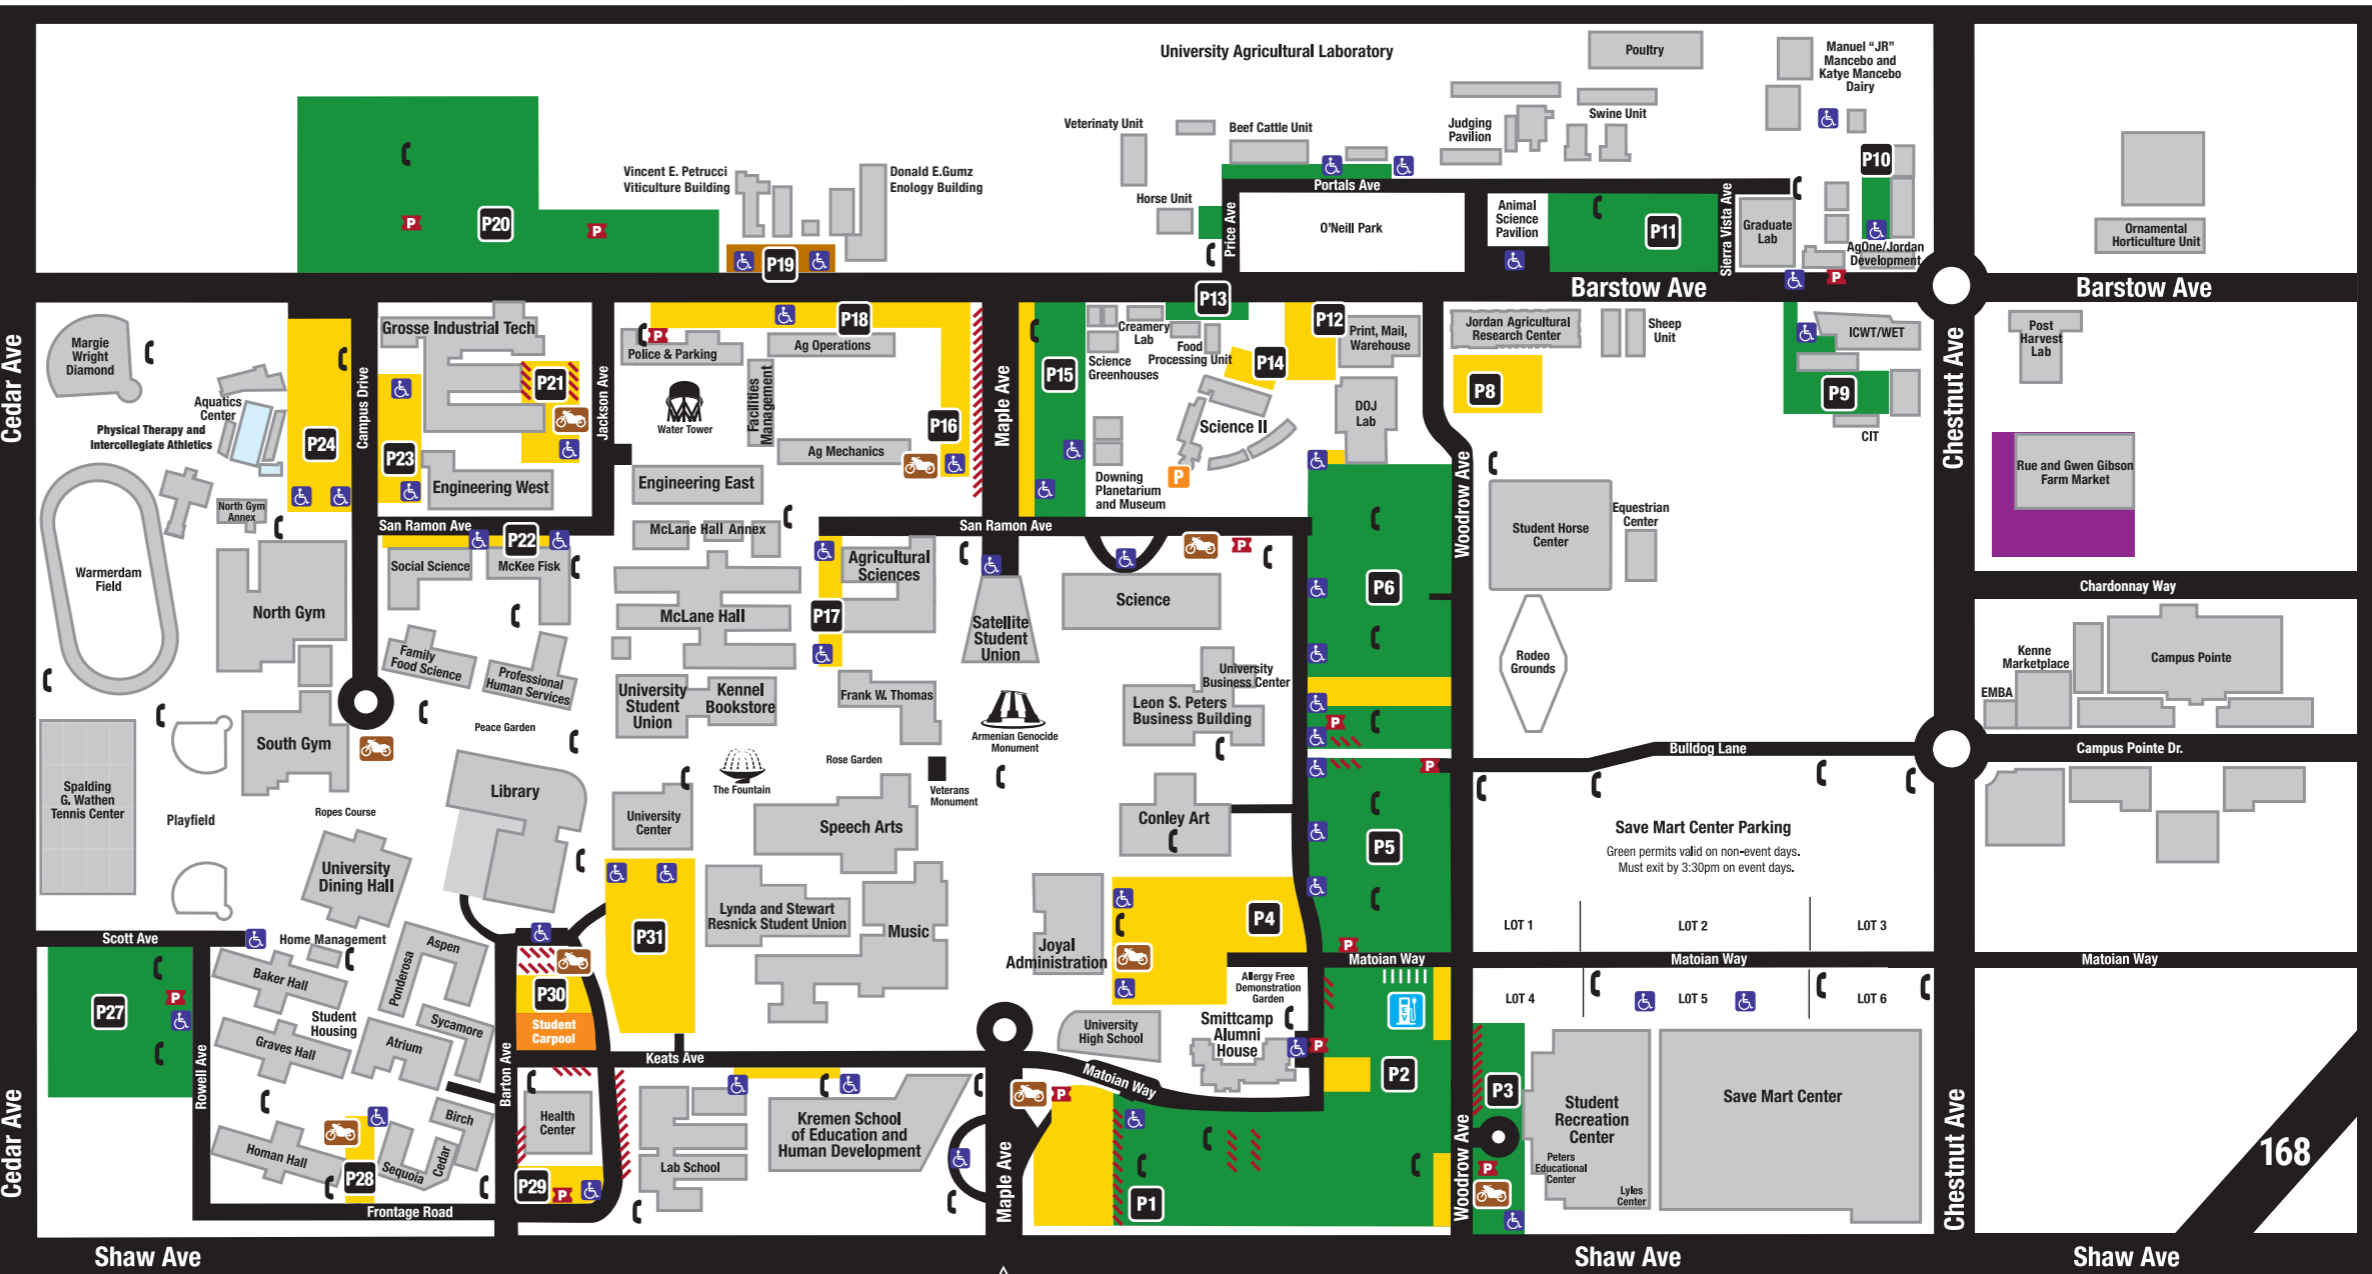 University Agricultural Laboratory
Poultry
Manuel “JR”
Mancebo and
Katye Mancebo
Dairy
Swine Unit
Judging
Pavilion
Veterinaty Unit
Beef Cattle Unit
P10
Vincent E. Petrucci
Viticulture Building
Donald E.Gumz
Enology Building
Portals Ave
Horse Unit
Price Ave
O'Neill Park
Animal
Science
Pavilion
P11
Sierra Vista Ave
Graduate
Lab
AgOne/Jordan
Development
Ornamental
Horticulture Unit
P
P20
P
P19
P
Barstow Ave
Barstow Ave
Cedar Ave
Margie
Wright
Diamond
Aquatics
Center
Physical Therapy and
Intercollegiate Athletics
P24
Campus Drive
Grosse Industrial Tech
P21
P23
Engineering West
Jackson Ave
P
Police & Parking
Water Tower
Facilities
Management
P18
Ag Operations
P16
Ag Mechanics
Engineering East
Maple Ave
P15
P13
Creamery
Lab
Food
Processing Unit
Science
Greenhouses
P12
P14
Print, Mail,
Warehouse
Science II
DOJ
Lab
P
Downing
Planetarium
and Museum
Jordan Agricultural
Research Center
Sheep
Unit
P8
ICWT/WET
P9
CIT
Chestnut Ave
Post
Harvest
Lab
Rue and Gwen Gibson
Farm Market
Woodrow Ave
Student Horse
Center
Equestrian
Center
North Gym
Annex
San Ramon Ave
P22
Social Science
McKee Fisk
McLane Hall Annex
San Ramon Ave
Agricultural
Sciences
P
Warmerdam
Field
North Gym
McLane Hall
P17
Satellite
Student
Union
Science
P6
Chardonnay Way
Rodeo
Grounds
Kenne
Marketplace
EMBA
Campus Pointe
Family
Food Science
Professional
Human Services
University
Student
Union
Kennel
Bookstore
Frank W. Thomas
Armenian Genocide
Monument
University
Business Center
Leon S. Peters
Business Building
P
Peace Garden
South Gym
Bulldog Lane
Campus Pointe Dr.
Spalding
G. Wathen
Tennis Center
Playfield
Ropes Course
Library
The Fountain
Rose Garden
Veterans
Monument
P
University
Center
Speech Arts
Conley Art
P5
Save Mart Center Parking
Green permits valid on non-event days.
Must exit by 3:30pm on event days.
University
Dining Hall
P31
Lynda and Stewart
Resnick Student Union
Music
Joyal
Administration
P4
LOT 1
LOT 2
LOT 3
P
Scott Ave
Home Management
Aspen
Ponderosa
Matoian Way
Matoian Way
Matoian Way
Baker Hall
P27
P
Student
Housing
Sycamore
P30
Student
Carpool
Allergy Free
Demonstration
Garden
EV
LOT 4
LOT 5
LOT 6
Graves Hall
Atrium
University
High School
Smittcamp
Alumni
House
P
Keats Ave
Rowell Ave
Barton Ave
Matoian Way
P2
P3
Cedar Ave
Birch
Health
Center
Kremen School
of Education and
Human Development
P
Student
Recreation
Center
Save Mart Center
Homan Hall
P28
Sequoia
Cedar
P29
P
Lab School
Maple Ave
P1
Woodrow Ave
P
Peters
Educational
Center
Lyles
Center
Chestnut Ave
168
Frontage Road
Shaw Ave
Shaw Ave
Shaw Ave